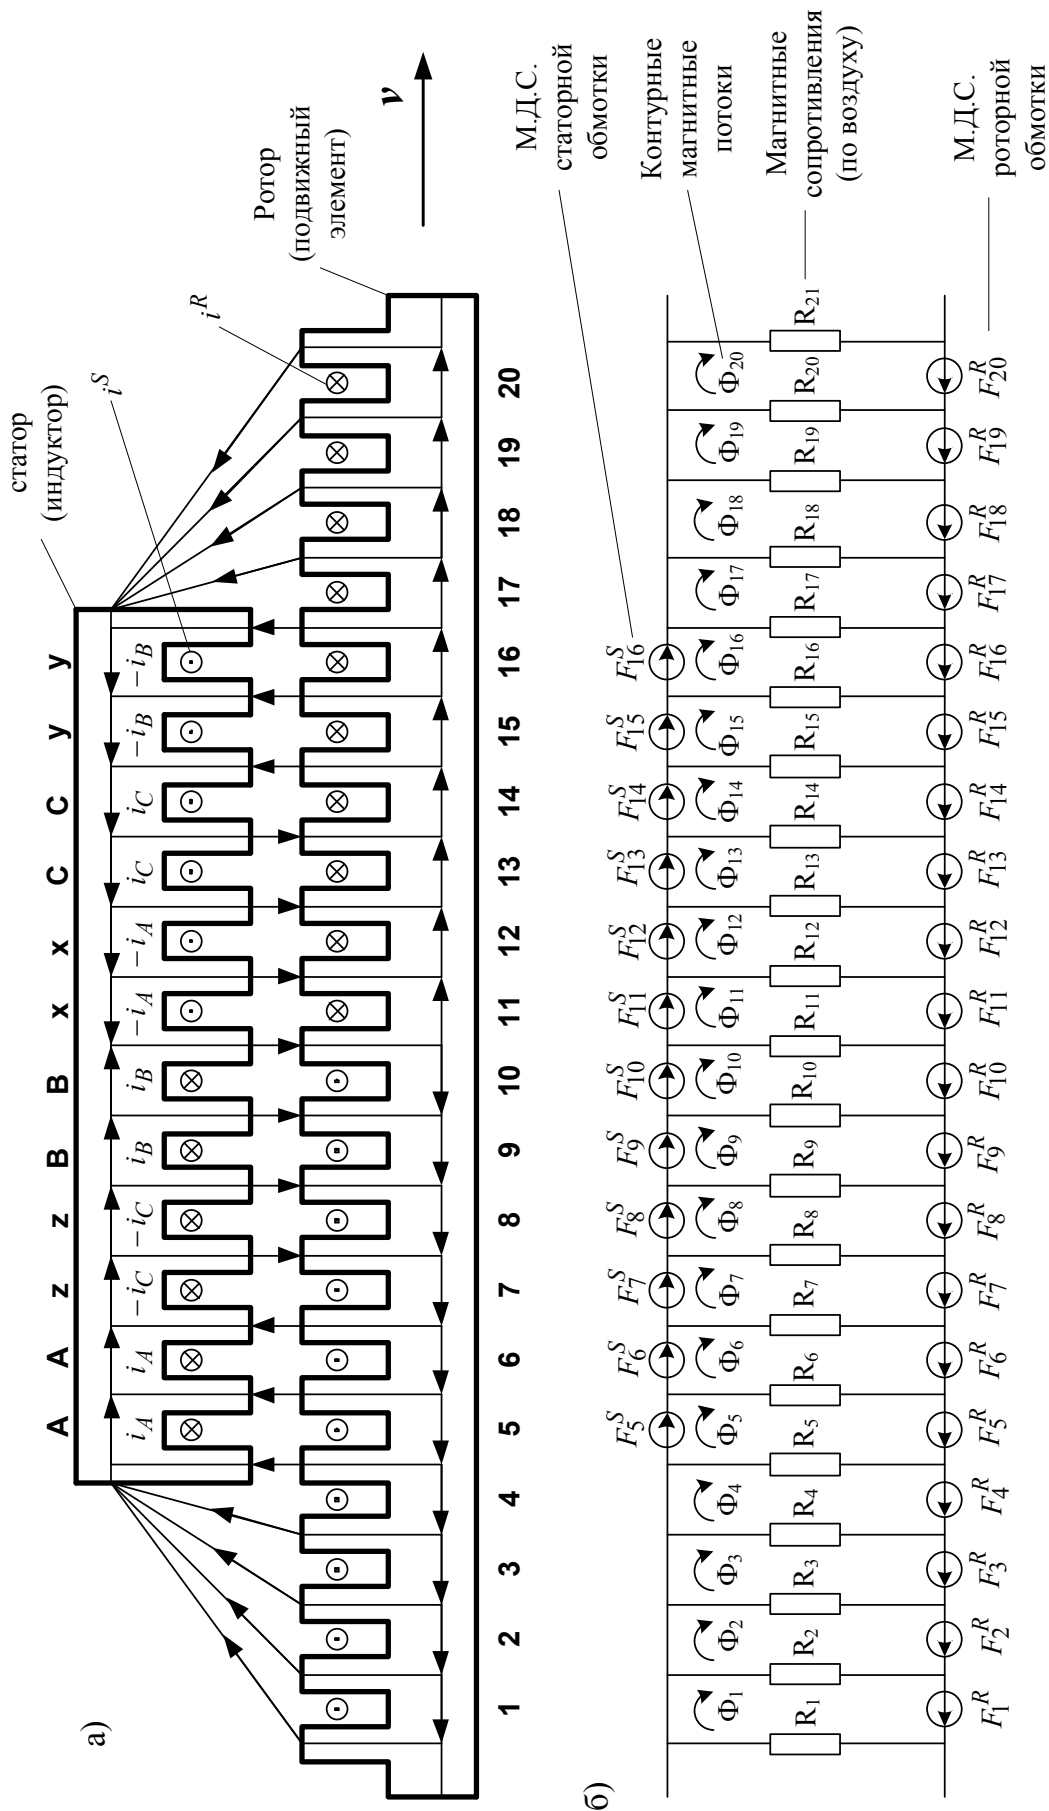 а)
статор
(индуктор)
i^S
Ротор
(подвижный
элемент)
i^R
v
A A z z B B x x C C y y
i_A i_A −i_C −i_C i_B i_B −i_A −i_A i_C i_C −i_B −i_B
1 2 3 4 5 6 7 8 9 10 11 12 13 14 15 16 17 18 19 20
б)
М.Д.С.
статорной
обмотки
F_5^S F_6^S F_7^S F_8^S F_9^S F_10^S F_11^S F_12^S F_13^S F_14^S F_15^S F_16^S
Контурные
магнитные
потоки
Φ_1 Φ_2 Φ_3 Φ_4 Φ_5 Φ_6 Φ_7 Φ_8 Φ_9 Φ_10 Φ_11 Φ_12 Φ_13 Φ_14 Φ_15 Φ_16 Φ_17 Φ_18 Φ_19 Φ_20
Магнитные
сопротивления
(по воздуху)
R_1 R_2 R_3 R_4 R_5 R_6 R_7 R_8 R_9 R_10 R_11 R_12 R_13 R_14 R_15 R_16 R_17 R_18 R_19 R_20 R_21
М.Д.С.
роторной
обмотки
F_1^R F_2^R F_3^R F_4^R F_5^R F_6^R F_7^R F_8^R F_9^R F_10^R F_11^R F_12^R F_13^R F_14^R F_15^R F_16^R F_17^R F_18^R F_19^R F_20^R